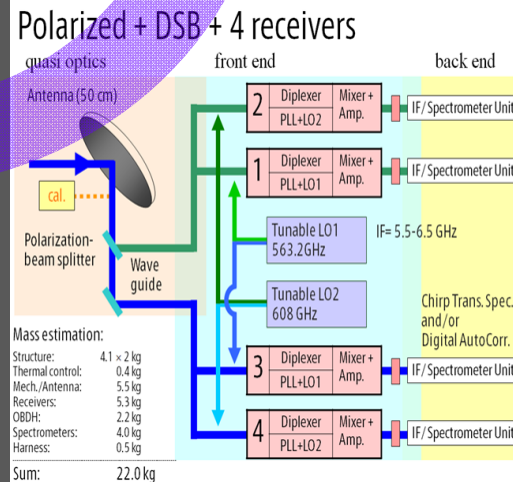 Polarized + DSB + 4 receivers
quasi optics
front end
back end
Antenna (50 cm)
2
Diplexer
Mixer +
Amp.
PLL+LO2
IF/ Spectrometer Unit
1
Diplexer
Mixer +
Amp.
PLL+LO1
IF/ Spectrometer Unit
cal.
Polarization-
beam splitter
Wave
guide
Tunable LO1
563.2GHz
IF= 5.5-6.5 GHz
Tunable LO2
608 GHz
Chirp Trans. Spec.
and/or
Digital AutoCorr.
3
Diplexer
Mixer +
Amp.
PLL+LO1
IF/ Spectrometer Unit
4
Diplexer
Mixer +
Amp.
PLL+LO2
IF/ Spectrometer Unit
Mass estimation:
Structure: 4.1 × 2 kg
Thermal control: 0.4 kg
Mech./Antenna: 5.5 kg
Receivers: 5.3 kg
OBDH: 2.2 kg
Spectrometers: 4.0 kg
Harness: 0.5 kg
Sum: 22.0 kg